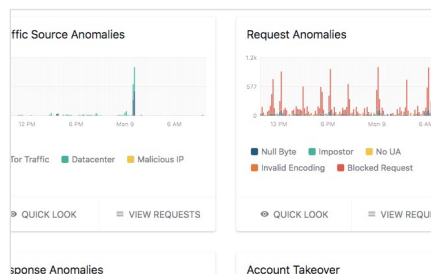 ffic Source Anomalies
12 PM 6 PM Mon 9 6 AM
Tor Traffic Datacenter Malicious IP
QUICK LOOK VIEW REQUESTS
Request Anomalies
1.2k
577
0
12 PM 6 PM Mon 9 6 AM
Null Byte Impostor No UA
Invalid Encoding Blocked Request
QUICK LOOK VIEW REQU
sponse Anomalies
Account Takeover